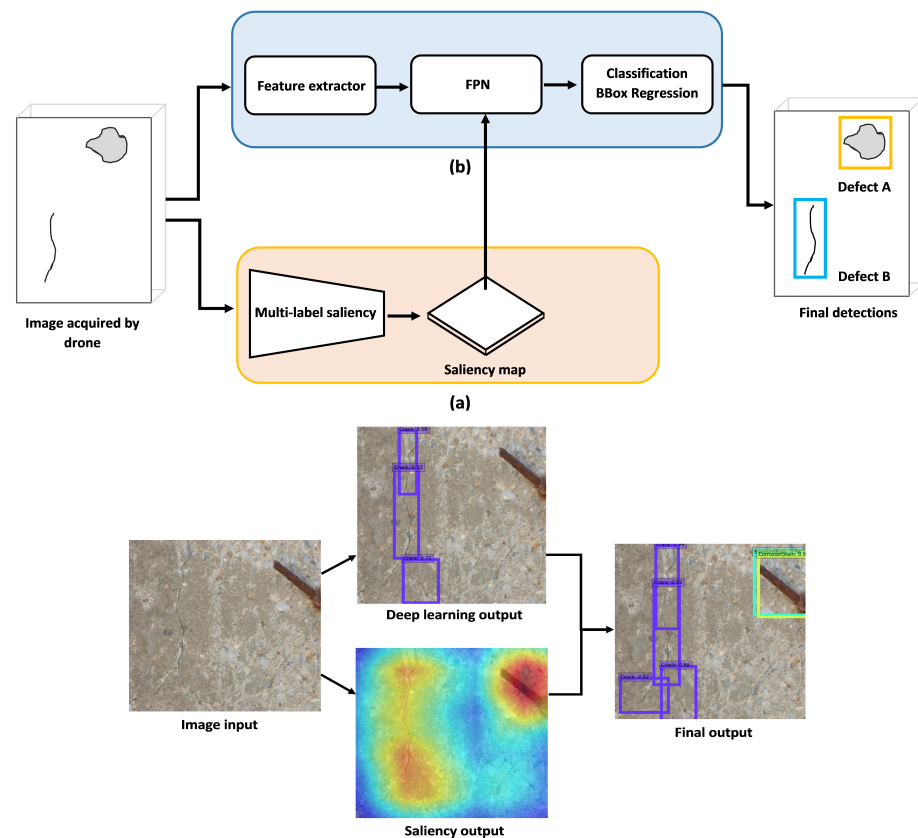 Feature extractor
FPN
Classification
BBox Regression
(b)
Defect A
Defect B
Image acquired by
drone
Final detections
Multi-label saliency
Saliency map
(a)
Deep learning output
Image input
Final output
Saliency output